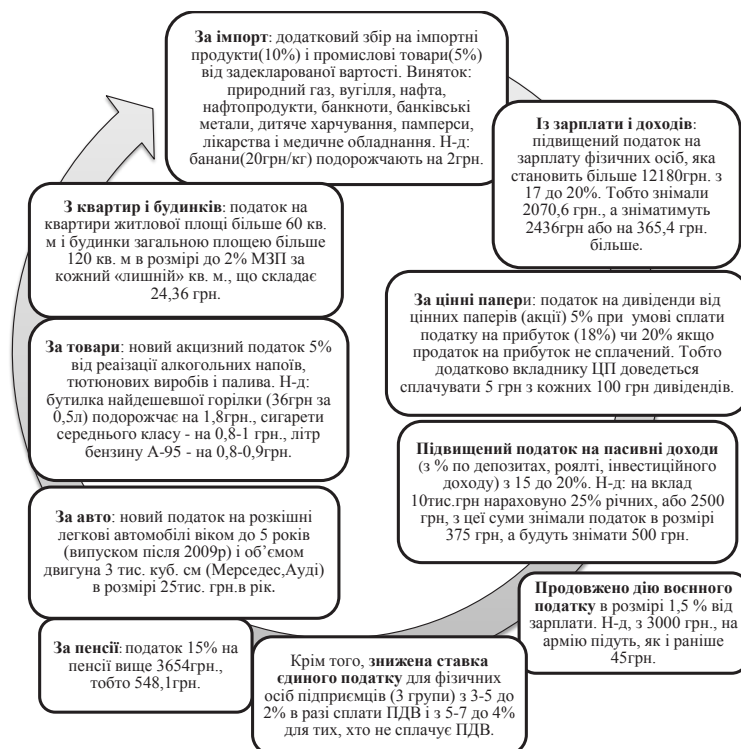 За імпорт: додатковий збір на імпортні
продукти(10%) і промислові товари(5%)
від задекларованої вартості. Виняток:
природний газ, вугілля, нафта,
нафтопродукти, банкноти, банківські
метали, дитяче харчування, памперси,
лікарства і медичне обладнання. Н-д:
банани(20грн/кг) подорожчають на 2грн.
Із зарплати і доходів:
підвищений податок на
зарплату фізичних осіб, яка
становить більше 12180грн. з
17 до 20%. Тобто знімали
2070,6 грн., а зніматимуть
2436грн або на 365,4 грн.
більше.
За цінні папери: податок на дивіденди від
цінних паперів (акції) 5% при умові сплати
податку на прибуток (18%) чи 20% якщо
продаток на прибуток не сплачений. Тобто
додатково вкладнику ЦП доведеться
сплачувати 5 грн з кожних 100 грн дивідендів.
Підвищений податок на пасивні доходи
(з % по депозитах, роялті, інвестиційного
доходу) з 15 до 20%. Н-д: на вклад
10тис.грн нараховуно 25% річних, або 2500
грн, з цеї суми знімали податок в розмірі
375 грн, а будуть знімати 500 грн.
Продовжено дію воєнного
податку в розмірі 1,5 % від
зарплати. Н-д, з 3000 грн., на
армію підуть, як і раніше
45грн.
Крім того, знижена ставка
єдиного податку для фізичних
осіб підприємців (3 групи) з 3-5 до
2% в разі сплати ПДВ і з 5-7 до 4%
для тих, хто не сплачує ПДВ.
За пенсії: податок 15% на
пенсії вище 3654грн.,
тобто 548,1грн.
За авто: новий податок на розкішні
легкові автомобілі віком до 5 років
(випуском після 2009р) і об’ємом
двигуна 3 тис. куб. см (Мерседес,Ауді)
в розмірі 25тис. грн.в рік.
За товари: новий акцизний податок 5%
від реаізації алкогольних напоїв,
тютюнових виробів і палива. Н-д:
бутилка найдешевшої горілки (36грн за
0,5л) подорожчає на 1,8грн., сигарети
середнього класу - на 0,8-1 грн., літр
бензину А-95 - на 0,8-0,9грн.
З квартир і будинків: податок на
квартири житлової площі більше 60 кв.
м і будинки загальною площею більше
120 кв. м в розмірі до 2% МЗП за
кожний «лишній» кв. м., що складає
24,36 грн.